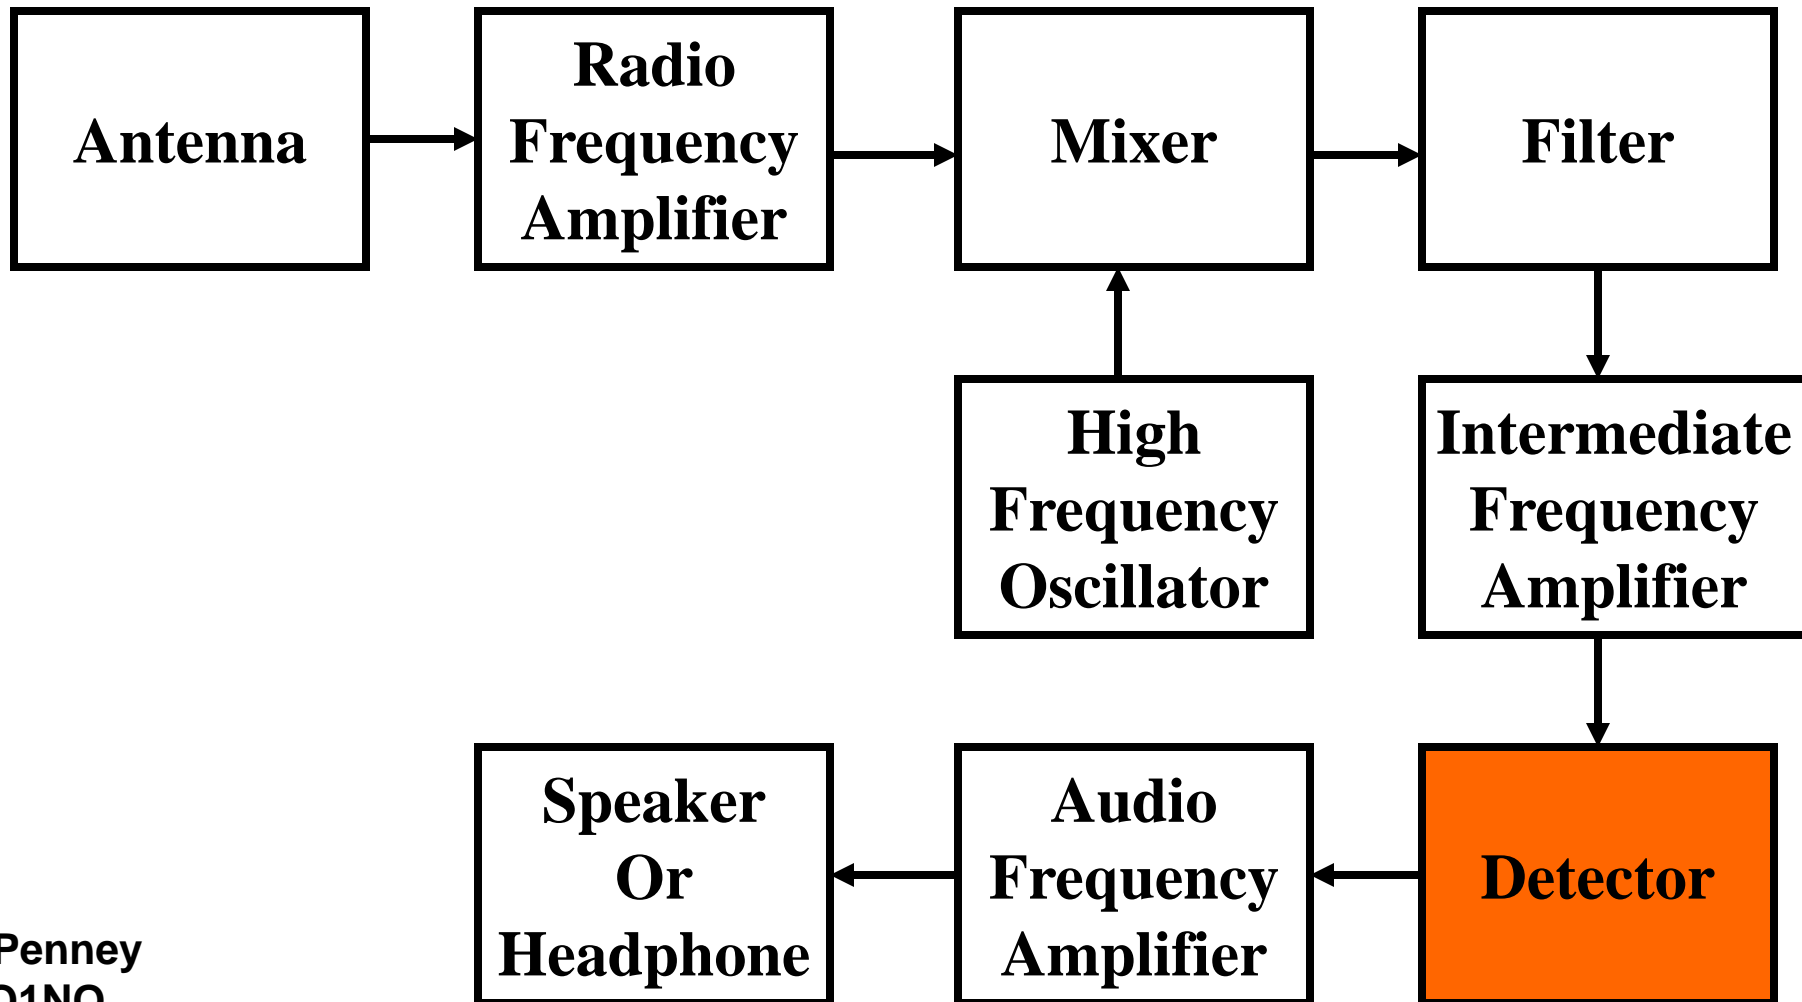 Antenna
Radio
Frequency
Amplifier
Mixer
Filter
High
Frequency
Oscillator
Intermediate
Frequency
Amplifier
Speaker
Or
Headphone
Audio
Frequency
Amplifier
Detector
Penney